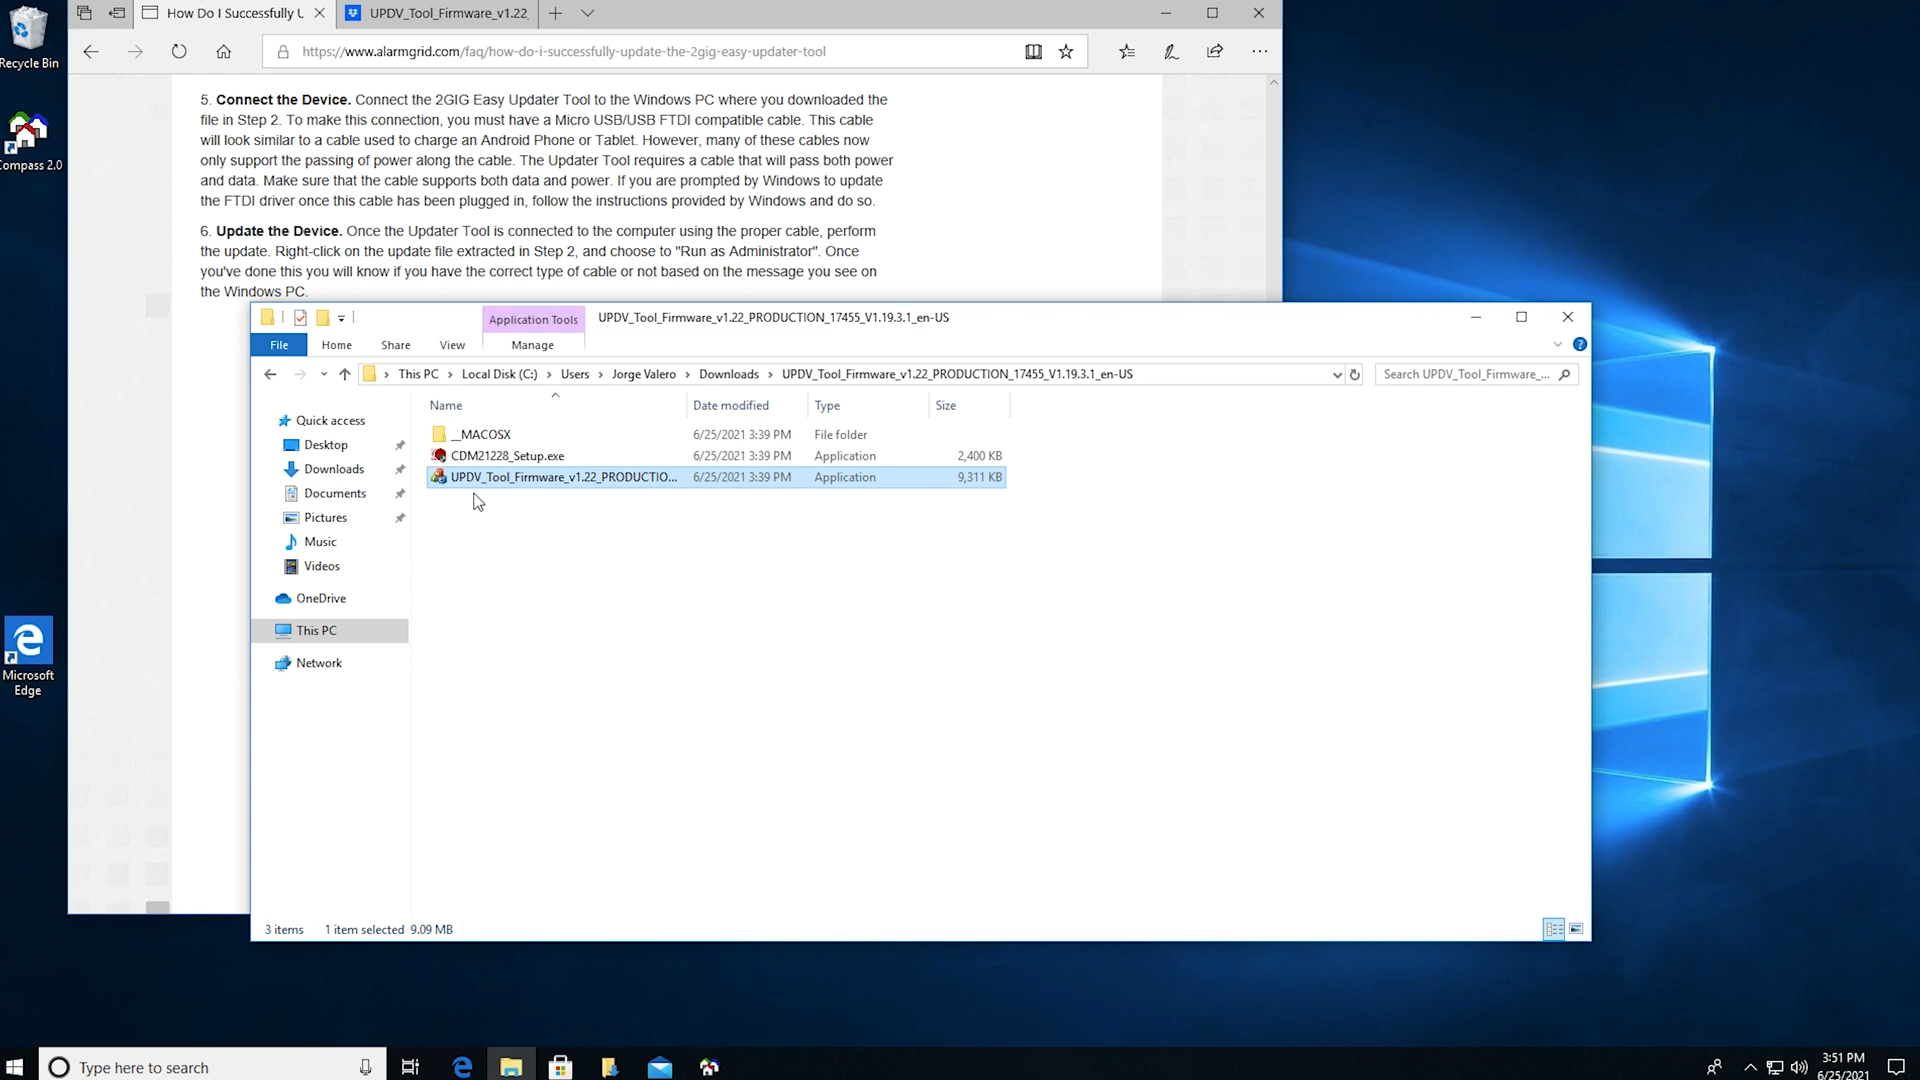 Recycle Bin
Compass 2.0
Microsoft
Edge
How Do I Successfully U
UPDV_Tool_Firmware_v1.22_
https://www.alarmgrid.com/faq/how-do-i-successfully-update-the-2gig-easy-updater-tool
5. Connect the Device. Connect the 2GIG Easy Updater Tool to the Windows PC where you downloaded the
file in Step 2. To make this connection, you must have a Micro USB/USB FTDI compatible cable. This cable
will look similar to a cable used to charge an Android Phone or Tablet. However, many of these cables now
only support the passing of power along the cable. The Updater Tool requires a cable that will pass both power
and data. Make sure that the cable supports both data and power. If you are prompted by Windows to update
the FTDI driver once this cable has been plugged in, follow the instructions provided by Windows and do so.
6. Update the Device. Once the Updater Tool is connected to the computer using the proper cable, perform
the update. Right-click on the update file extracted in Step 2, and choose to "Run as Administrator". Once
you've done this you will know if you have the correct type of cable or not based on the message you see on
the Windows PC.
Application Tools UPDV_Tool_Firmware_v1.22_PRODUCTION_17455_V1.19.3.1_en-US
File Home Share View Manage
This PC > Local Disk (C:) > Users > Jorge Valero > Downloads > UPDV_Tool_Firmware_v1.22_PRODUCTION_17455_V1.19.3.1_en-US
Search UPDV_Tool_Firmware_...
Quick access
Desktop
Downloads
Documents
Pictures
Music
Videos
OneDrive
This PC
Network
Name Date modified Type Size
__MACOSX 6/25/2021 3:39 PM File folder
CDM21228_Setup.exe 6/25/2021 3:39 PM Application 2,400 KB
UPDV_Tool_Firmware_v1.22_PRODUCTIO... 6/25/2021 3:39 PM Application 9,311 KB
3 items 1 item selected 9.09 MB
Type here to search
3:51 PM
6/25/2021